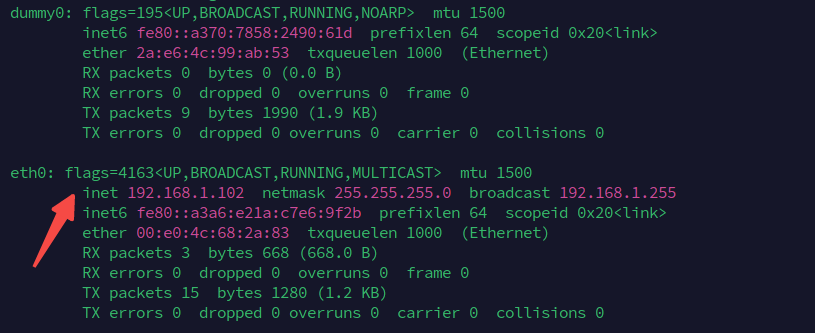 dummy0: flags=195<UP,BROADCAST,RUNNING,NOARP>  mtu 1500
inet6 fe80::a370:7858:2490:61d  prefixlen 64  scopeid 0x20<link>
ether 2a:e6:4c:99:ab:53  txqueuelen 1000  (Ethernet)
RX packets 0  bytes 0 (0.0 B)
RX errors 0  dropped 0  overruns 0  frame 0
TX packets 9  bytes 1990 (1.9 KB)
TX errors 0  dropped 0 overruns 0  carrier 0  collisions 0
eth0: flags=4163<UP,BROADCAST,RUNNING,MULTICAST>  mtu 1500
inet 192.168.1.102  netmask 255.255.255.0  broadcast 192.168.1.255
inet6 fe80::a3a6:e21a:c7e6:9f2b  prefixlen 64  scopeid 0x20<link>
ether 00:e0:4c:68:2a:83  txqueuelen 1000  (Ethernet)
RX packets 3  bytes 668 (668.0 B)
RX errors 0  dropped 0  overruns 0  frame 0
TX packets 15  bytes 1280 (1.2 KB)
TX errors 0  dropped 0 overruns 0  carrier 0  collisions 0